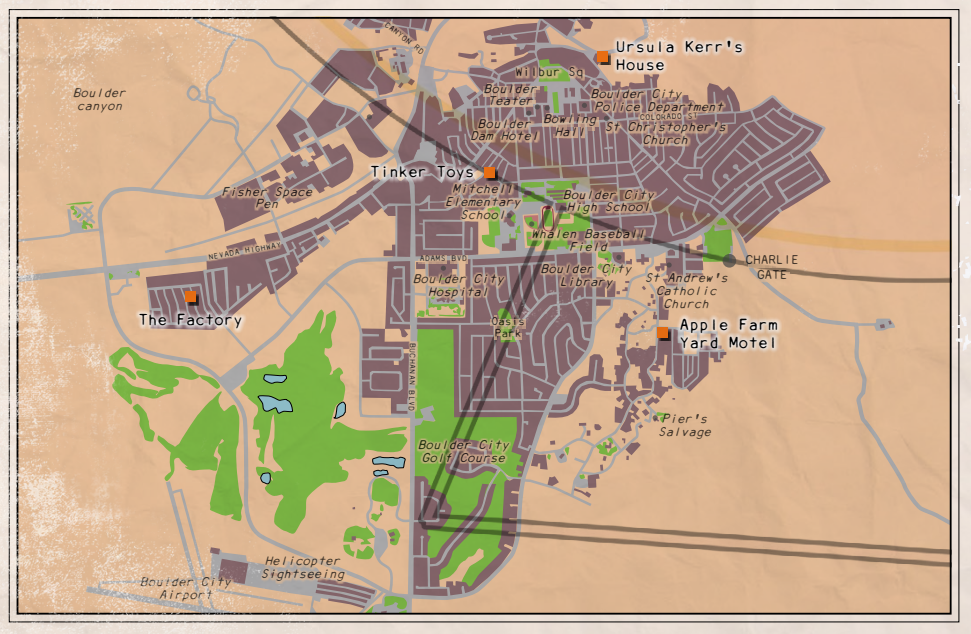 CANYON RD
Ursula Kerr's
House
Wilbur Sq
Boulder
canyon
Boulder
Teater
Boulder City
Police Department
COLORADO ST
Boulder
Dam Hotel
Bowling
Hall
St Christopher's
Church
Tinker Toys
Mitchell
Elementary
School
Fisher Space
Pen
Boulder City
High School
Whalen Baseball
Field
NEVADA HIGHWAY
ADAMS BLVD
CHARLIE
GATE
Boulder City
Hospital
Boulder City
Library
St Andrew's
Catholic
Church
The Factory
Oasis
Park
Apple Farm
Yard Motel
BUCHANAN BLVD
Pier's
Salvage
Boulder City
Golf Course
Helicopter
Sightseeing
Boulder City
Airport